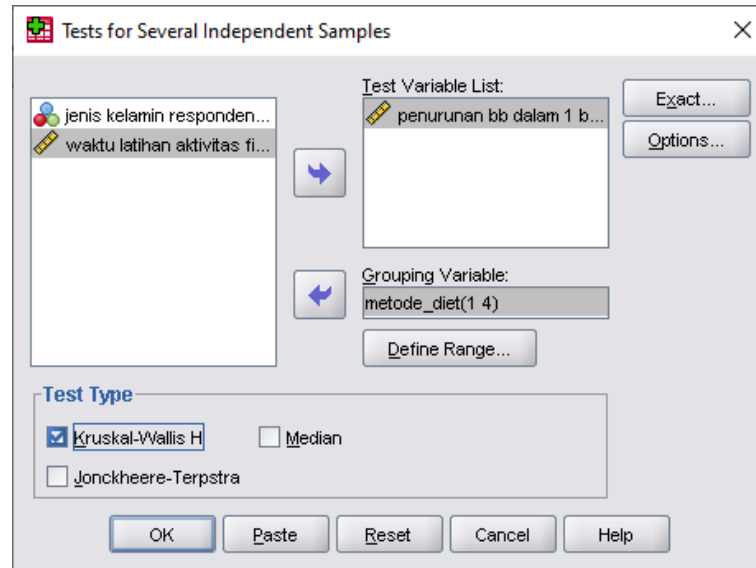 Tests for Several Independent Samples
jenis kelamin responden...
waktu latihan aktivitas fi...
Test Variable List:
penurunan bb dalam 1 b...
Exact...
Options...
Grouping Variable:
metode_diet(1 4)
Define Range...
Test Type
Kruskal-Wallis H
Median
Jonckheere-Terpstra
OK
Paste
Reset
Cancel
Help